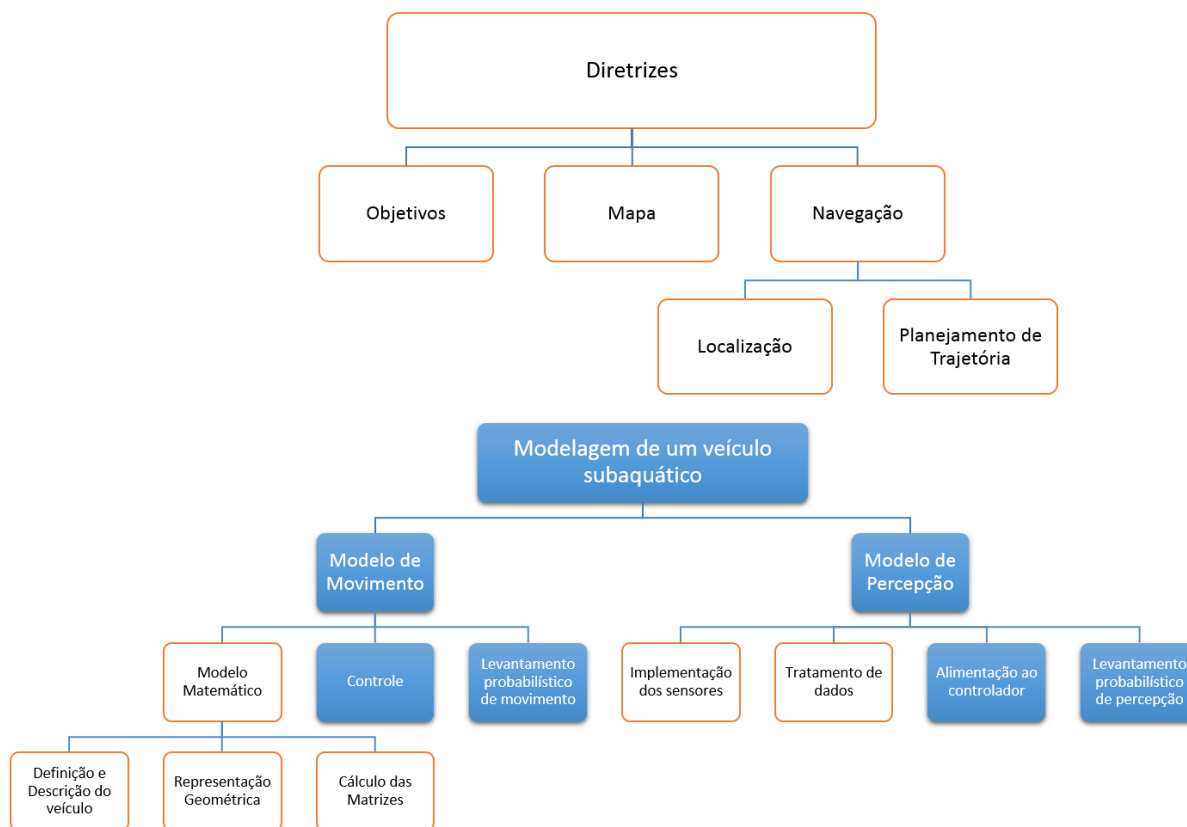 Diretrizes
Objetivos
Mapa
Navegação
Localização
Planejamento de
Trajetória
Modelagem de um veículo
subaquático
Modelo de
Movimento
Modelo de
Percepção
Modelo
Matemático
Controle
Levantamento
probabilístico
de movimento
Implementação
dos sensores
Tratamento de
dados
Alimentação ao
controlador
Levantamento
probabilístico
de percepção
Definição e
Descrição do
veículo
Representação
Geométrica
Cálculo das
Matrizes